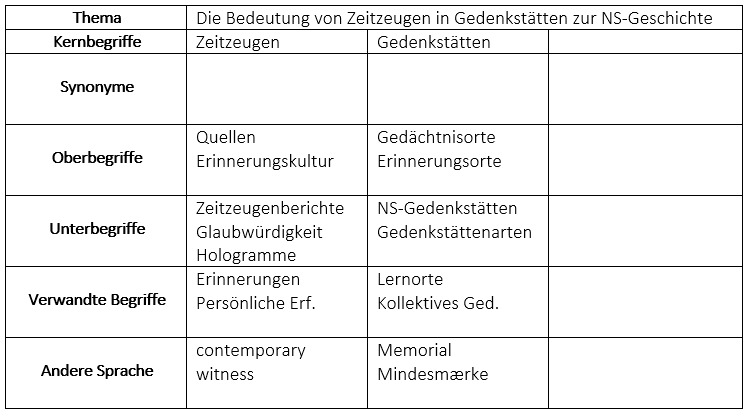 Thema Die Bedeutung von Zeitzeugen in Gedenkstätten zur NS-Geschichte
Kernbegriffe Zeitzeugen Gedenkstätten
Synonyme
Oberbegriffe
Quellen
Erinnerungskultur
Gedächtnisorte
Erinnerungsorte
Unterbegriffe
Zeitzeugenberichte
Glaubwürdigkeit
Hologramme
NS-Gedenkstätten
Gedenkstättenarten
Verwandte Begriffe
Erinnerungen
Persönliche Erf.
Lernorte
Kollektives Ged.
Andere Sprache
contemporary
witness
Memorial
Mindesmærke